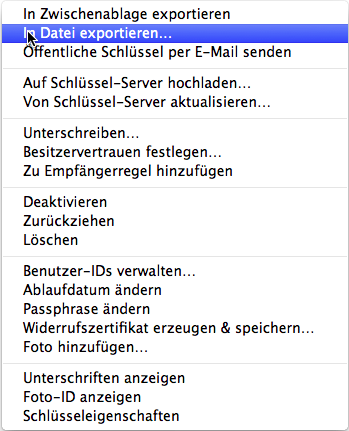 In Zwischenablage exportieren
In Datei exportieren...
Öffentliche Schlüssel per E-Mail senden
Auf Schlüssel-Server hochladen...
Von Schlüssel-Server aktualisieren...
Unterschreiben...
Besitzervertrauen festlegen...
Zu Empfängerregel hinzufügen
Deaktivieren
Zurückziehen
Löschen
Benutzer-IDs verwalten...
Ablaufdatum ändern
Passphrase ändern
Widerrufszertifikat erzeugen & speichern...
Foto hinzufügen...
Unterschriften anzeigen
Foto-ID anzeigen
Schlüsseleigenschaften